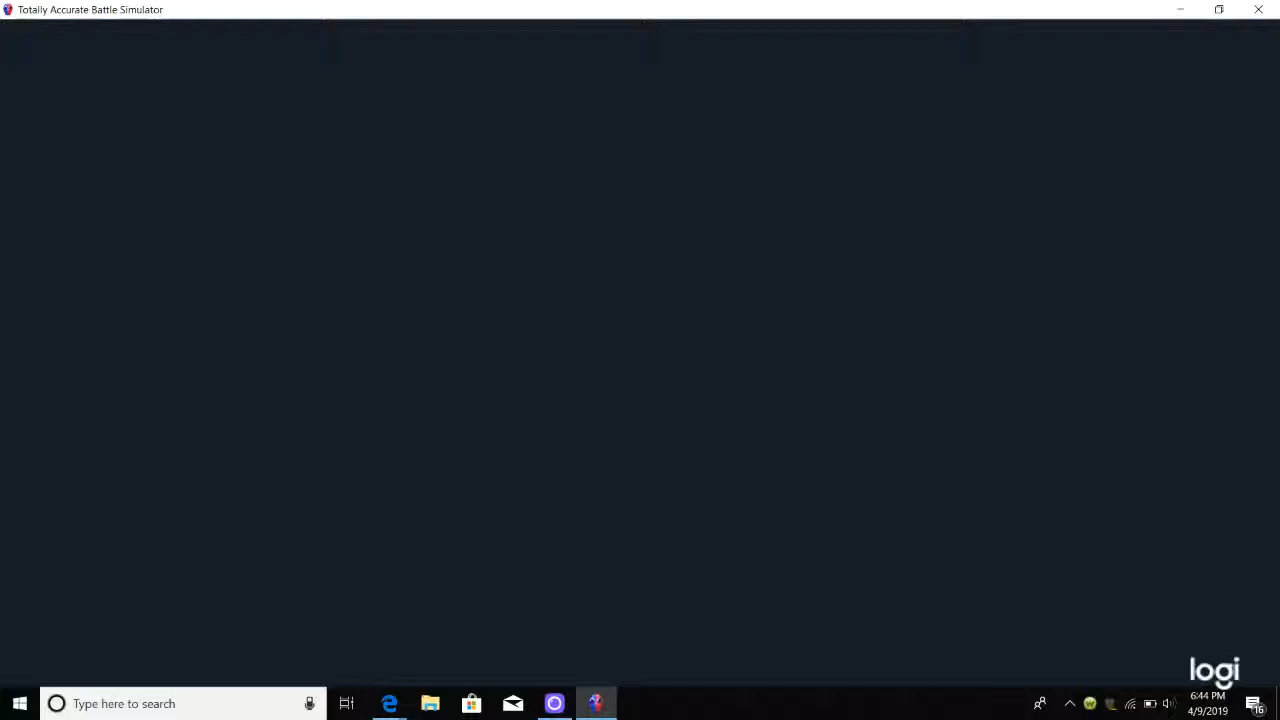 Totally Accurate Battle Simulator
logi
Type here to search
W
6:44 PM
4/9/2019
16